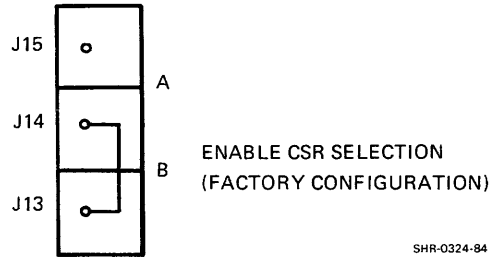 J15
A
J14
B
ENABLE CSR SELECTION
(FACTORY CONFIGURATION)
J13
SHR-0324-84